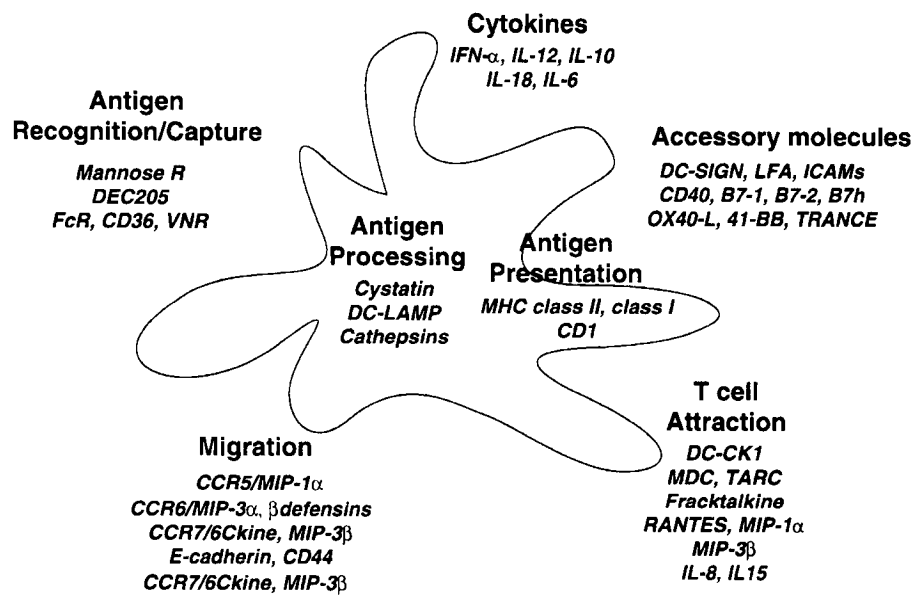 Cytokines
IFN-α, IL-12, IL-10
IL-18, IL-6
Antigen
Recognition/Capture
Mannose R
DEC205
FcR, CD36, VNR
Accessory molecules
DC-SIGN, LFA, ICAMs
CD40, B7-1, B7-2, B7h
OX40-L, 41-BB, TRANCE
Antigen
Processing
Cystatin
DC-LAMP
Cathepsins
Antigen
Presentation
MHC class II, class I
CD1
T cell
Attraction
DC-CK1
MDC, TARC
Fracktalkine
RANTES, MIP-1α
MIP-3β
IL-8, IL15
Migration
CCR5/MIP-1α
CCR6/MIP-3α, βdefensins
CCR7/6Ckine, MIP-3β
E-cadherin, CD44
CCR7/6Ckine, MIP-3β